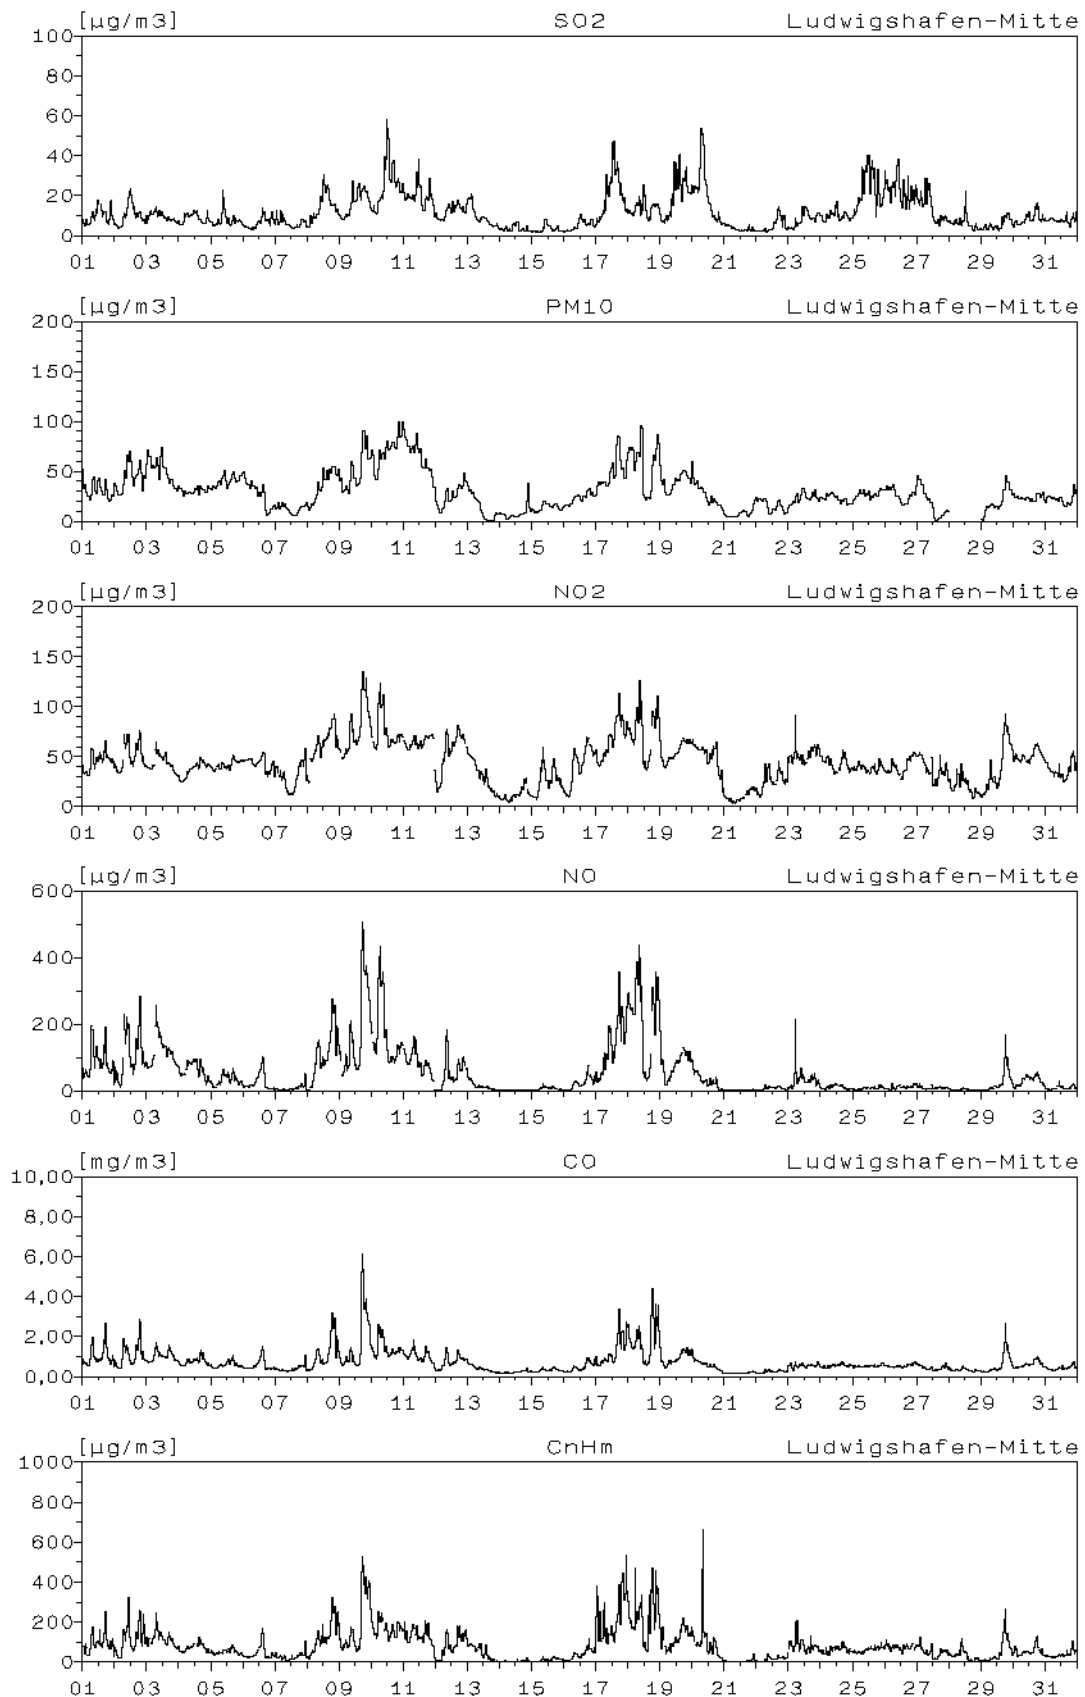 [µg/m3] SO2 Ludwigshafen-Mitte
100
80
60
40
20
0
01 03 05 07 09 11 13 15 17 19 21 23 25 27 29 31
[µg/m3] PM10 Ludwigshafen-Mitte
200
150
100
50
0
01 03 05 07 09 11 13 15 17 19 21 23 25 27 29 31
[µg/m3] NO2 Ludwigshafen-Mitte
200
150
100
50
0
01 03 05 07 09 11 13 15 17 19 21 23 25 27 29 31
[µg/m3] NO Ludwigshafen-Mitte
600
400
200
0
01 03 05 07 09 11 13 15 17 19 21 23 25 27 29 31
[mg/m3] CO Ludwigshafen-Mitte
10,00
8,00
6,00
4,00
2,00
0,00
01 03 05 07 09 11 13 15 17 19 21 23 25 27 29 31
[µg/m3] CnHm Ludwigshafen-Mitte
1000
800
600
400
200
0
01 03 05 07 09 11 13 15 17 19 21 23 25 27 29 31